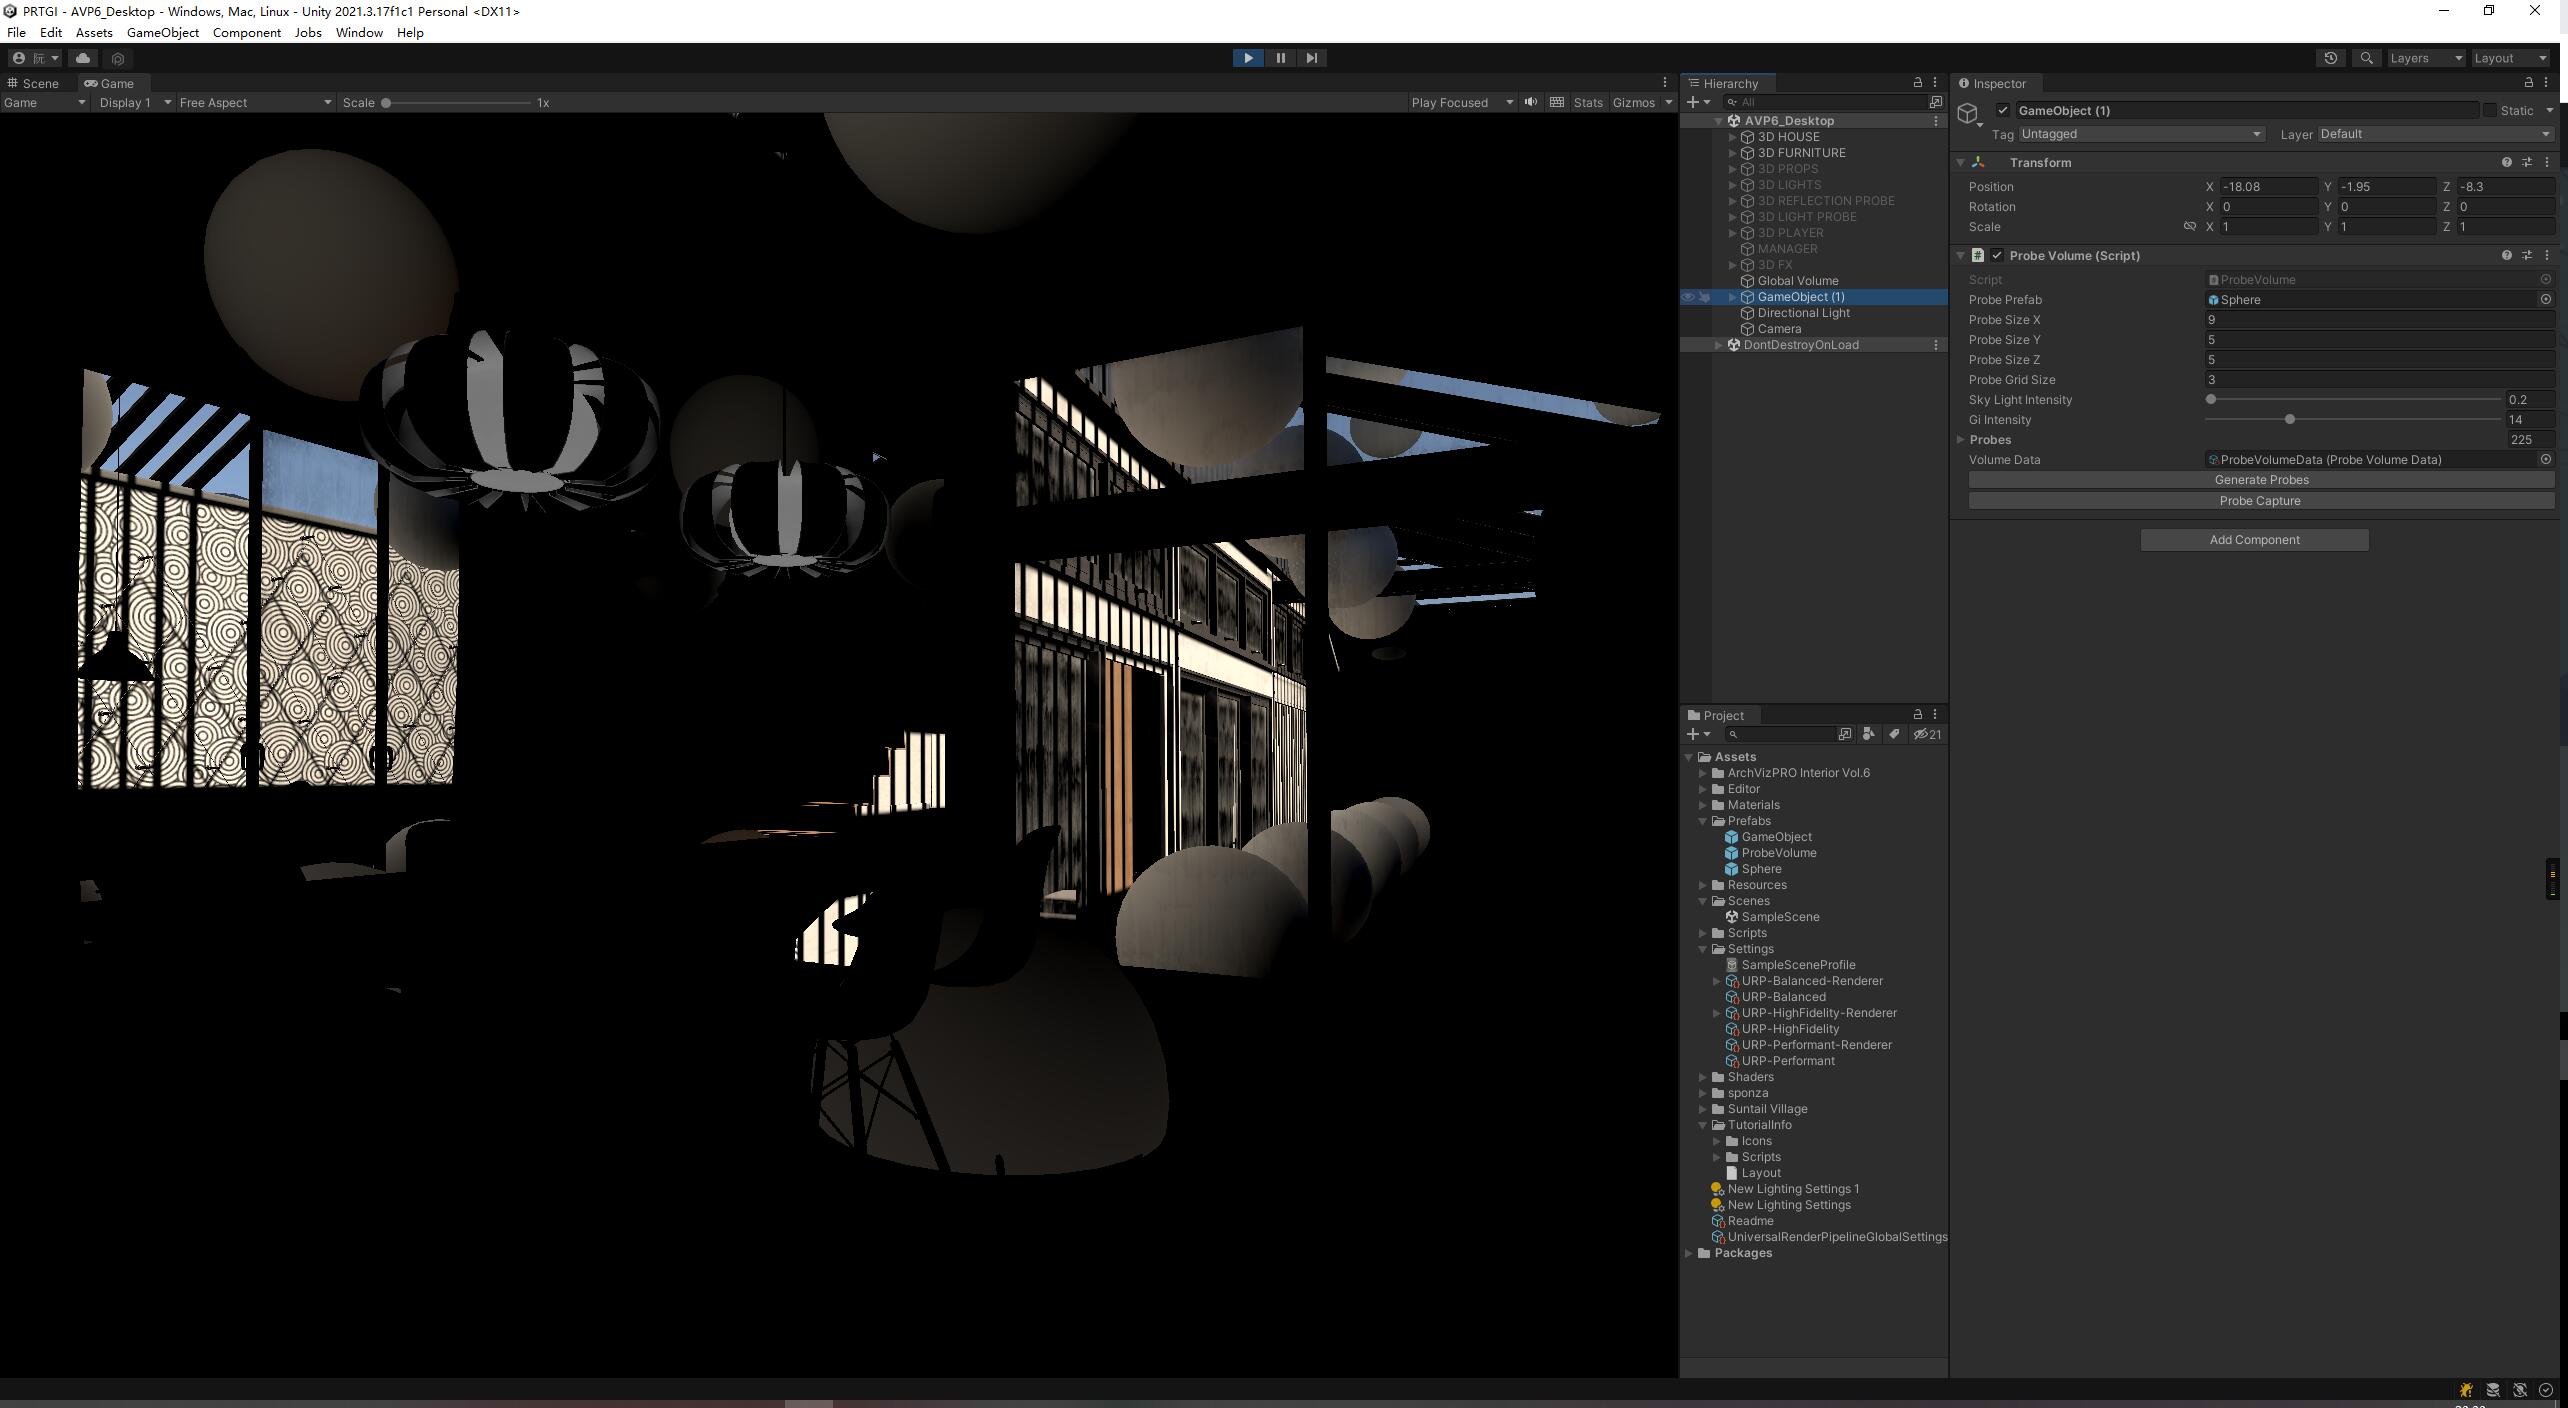 PRTGI - AVP6_Desktop - Windows, Mac, Linux - Unity 2021.3.17f1c1 Personal <DX11>
File Edit Assets GameObject Component Jobs Window Help
阮 Layers Layout
Scene Game
Game Display 1 Free Aspect Scale 1x Play Focused Stats Gizmos
Hierarchy
All
AVP6_Desktop
3D HOUSE
3D FURNITURE
3D PROPS
3D LIGHTS
3D REFLECTION PROBE
3D LIGHT PROBE
3D PLAYER
MANAGER
3D FX
Global Volume
GameObject (1)
Directional Light
Camera
DontDestroyOnLoad
Project
21
Assets
ArchVizPRO Interior Vol.6
Editor
Materials
Prefabs
GameObject
ProbeVolume
Sphere
Resources
Scenes
SampleScene
Scripts
Settings
SampleSceneProfile
URP-Balanced-Renderer
URP-Balanced
URP-HighFidelity-Renderer
URP-HighFidelity
URP-Performant-Renderer
URP-Performant
Shaders
sponza
Suntail Village
TutorialInfo
Icons
Scripts
Layout
New Lighting Settings 1
New Lighting Settings
Readme
UniversalRenderPipelineGlobalSettings
Packages
Inspector
GameObject (1) Static
Tag Untagged Layer Default
Transform
Position X -18.08 Y -1.95 Z -8.3
Rotation X 0 Y 0 Z 0
Scale X 1 Y 1 Z 1
Probe Volume (Script)
Script ProbeVolume
Probe Prefab Sphere
Probe Size X 9
Probe Size Y 5
Probe Size Z 5
Probe Grid Size 3
Sky Light Intensity 0.2
Gi Intensity 14
Probes 225
Volume Data ProbeVolumeData (Probe Volume Data)
Generate Probes
Probe Capture
Add Component